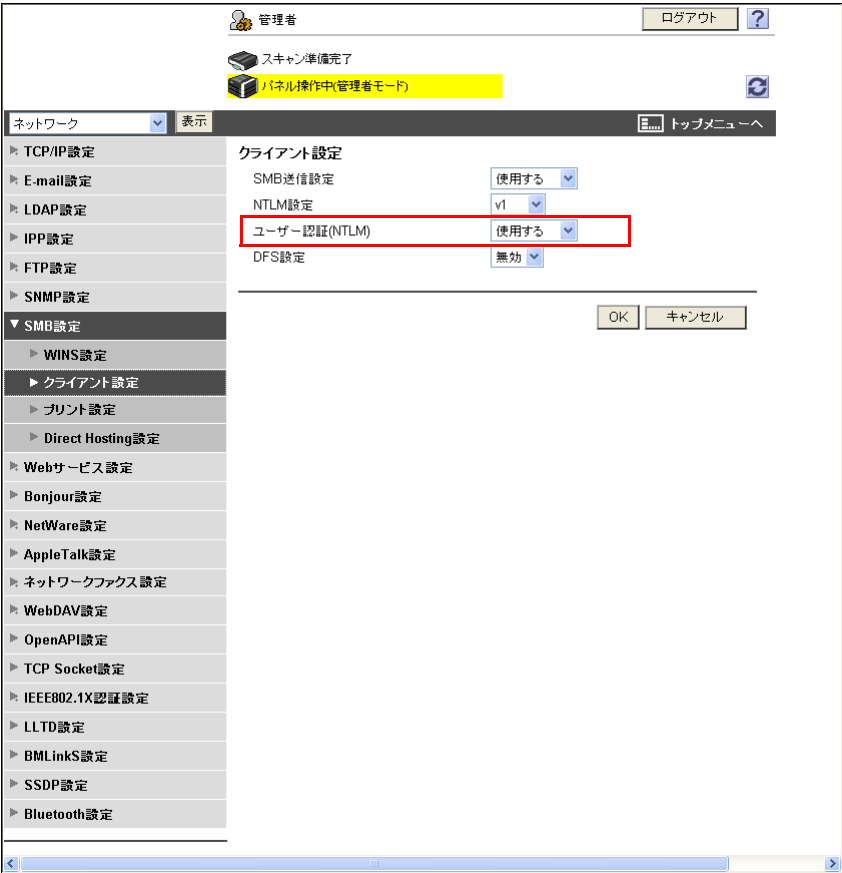 管理者
ログアウト
?
スキャン準備完了
パネル操作中(管理者モード)
ネットワーク
表示
トップメニューへ
TCP/IP設定
E-mail設定
LDAP設定
IPP設定
FTP設定
SNMP設定
SMB設定
WINS設定
クライアント設定
プリント設定
Direct Hosting設定
Webサービス設定
Bonjour設定
NetWare設定
AppleTalk設定
ネットワークファクス設定
WebDAV設定
OpenAPI設定
TCP Socket設定
IEEE802.1X認証設定
LLTD設定
BMLinkS設定
SSDP設定
Bluetooth設定
クライアント設定
SMB送信設定 使用する
NTLM設定 v1
ユーザー認証(NTLM) 使用する
DFS設定 無効
OK キャンセル